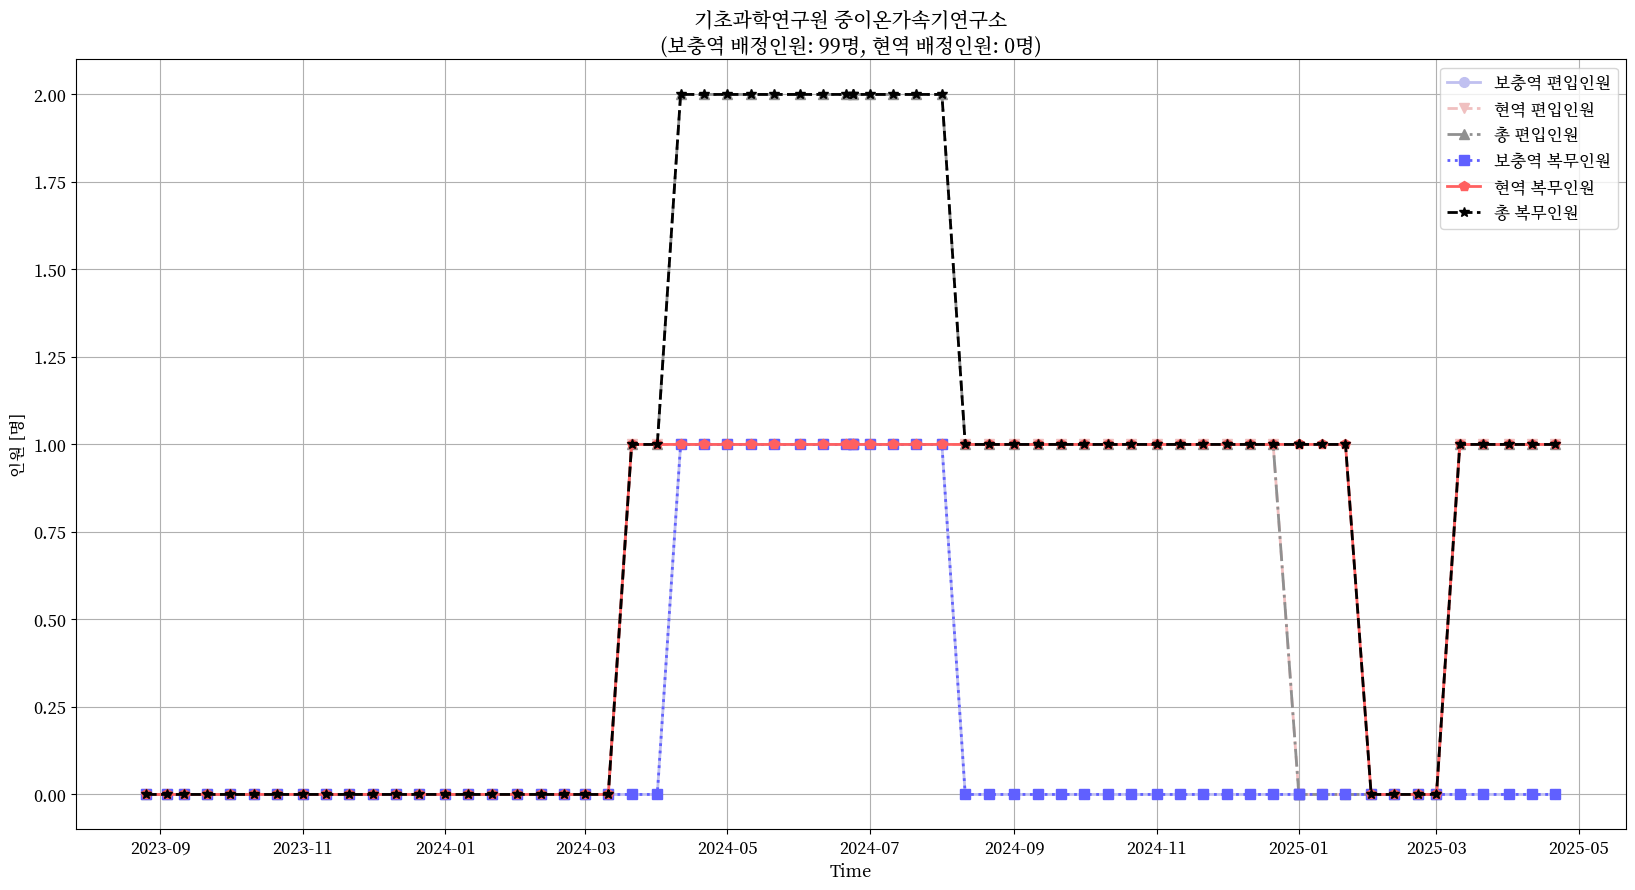 기초과학연구원 중이온가속기연구소
(보충역 배정인원: 99명, 현역 배정인원: 0명)
보충역 편입인원
현역 편입인원
총 편입인원
보충역 복무인원
현역 복무인원
총 복무인원
인원 [명]
2.00
1.75
1.50
1.25
1.00
0.75
0.50
0.25
0.00
2023-09
2023-11
2024-01
2024-03
2024-05
2024-07
2024-09
2024-11
2025-01
2025-03
2025-05
Time